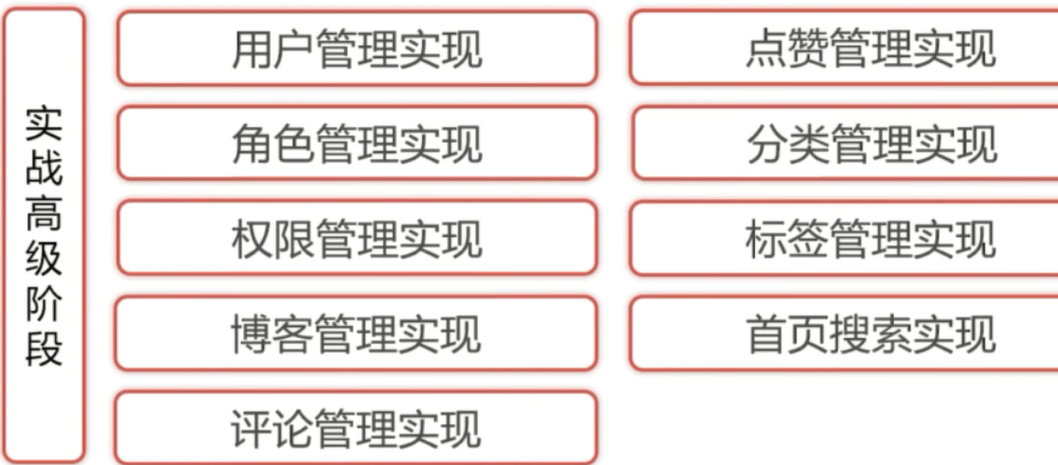 实战高级阶段
用户管理实现
点赞管理实现
角色管理实现
分类管理实现
权限管理实现
标签管理实现
博客管理实现
首页搜索实现
评论管理实现